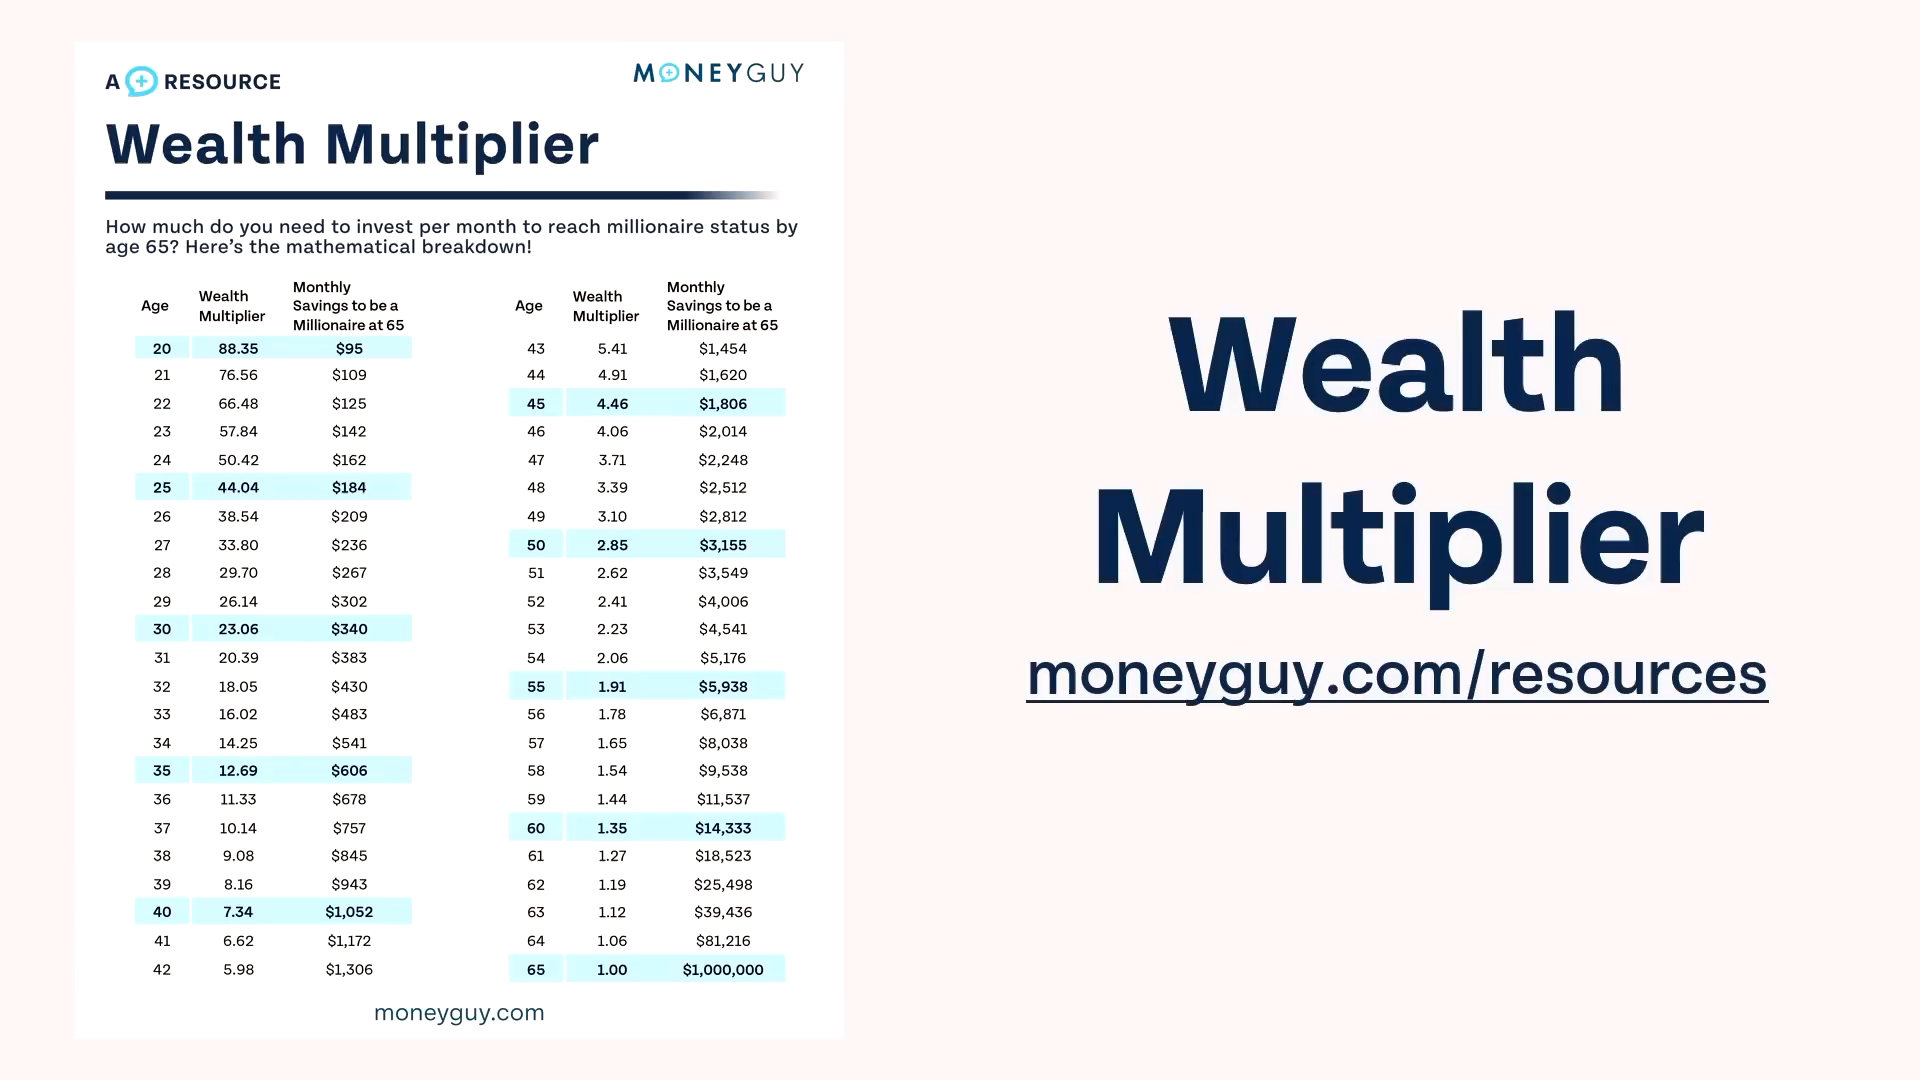 A RESOURCE
MONEYGUY
Wealth Multiplier
How much do you need to invest per month to reach millionaire status by
age 65? Here’s the mathematical breakdown!
Age Wealth Multiplier Monthly Savings to be a Millionaire at 65
20 88.35 $95
21 76.56 $109
22 66.48 $125
23 57.84 $142
24 50.42 $162
25 44.04 $184
26 38.54 $209
27 33.80 $236
28 29.70 $267
29 26.14 $302
30 23.06 $340
31 20.39 $383
32 18.05 $430
33 16.02 $483
34 14.25 $541
35 12.69 $606
36 11.33 $678
37 10.14 $757
38 9.08 $845
39 8.16 $943
40 7.34 $1,052
41 6.62 $1,172
42 5.98 $1,306
Age Wealth Multiplier Monthly Savings to be a Millionaire at 65
43 5.41 $1,454
44 4.91 $1,620
45 4.46 $1,806
46 4.06 $2,014
47 3.71 $2,248
48 3.39 $2,512
49 3.10 $2,812
50 2.85 $3,155
51 2.62 $3,549
52 2.41 $4,006
53 2.23 $4,541
54 2.06 $5,176
55 1.91 $5,938
56 1.78 $6,871
57 1.65 $8,038
58 1.54 $9,538
59 1.44 $11,537
60 1.35 $14,333
61 1.27 $18,523
62 1.19 $25,498
63 1.12 $39,436
64 1.06 $81,216
65 1.00 $1,000,000
moneyguy.com
Wealth
Multiplier
moneyguy.com/resources